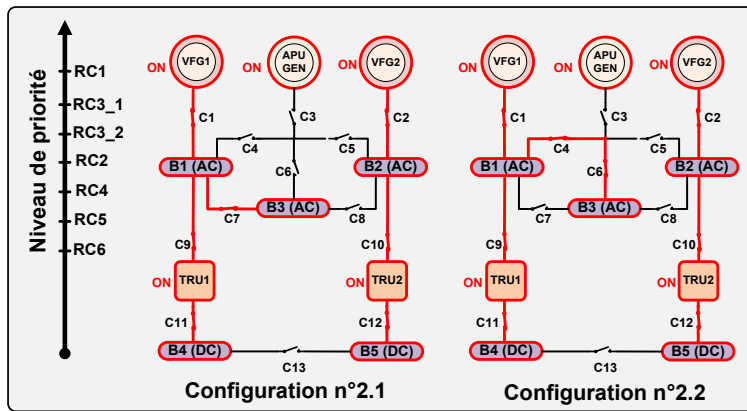 Niveau de priorité
RC1
RC3_1
RC3_2
RC2
RC4
RC5
RC6
ON VFG1
ON APU GEN
ON VFG2
C1 C3 C2
C4 C5
B1 (AC) C6 B2 (AC)
C7 B3 (AC) C8
C9 C10
ON TRU1 ON TRU2
C11 C12
B4 (DC) C13 B5 (DC)
Configuration n°2.1
ON VFG1
ON APU GEN
ON VFG2
C1 C3 C2
C4 C5
B1 (AC) C6 B2 (AC)
C7 B3 (AC) C8
C9 C10
ON TRU1 ON TRU2
C11 C12
B4 (DC) C13 B5 (DC)
Configuration n°2.2